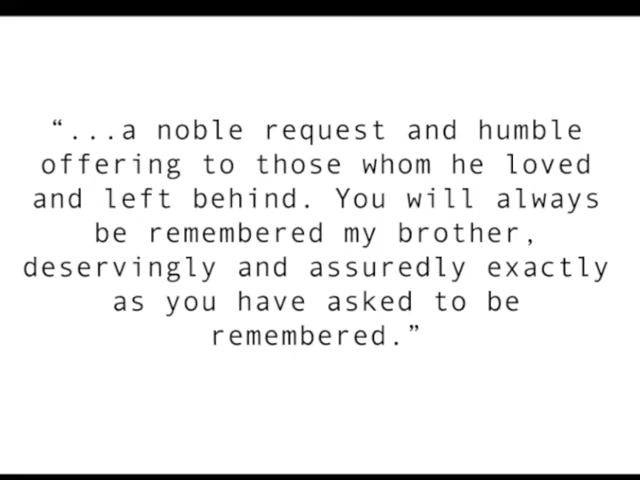 “...a noble request and humble
offering to those whom he loved
and left behind. You will always
be remembered my brother,
deservingly and assuredly exactly
as you have asked to be
remembered.”